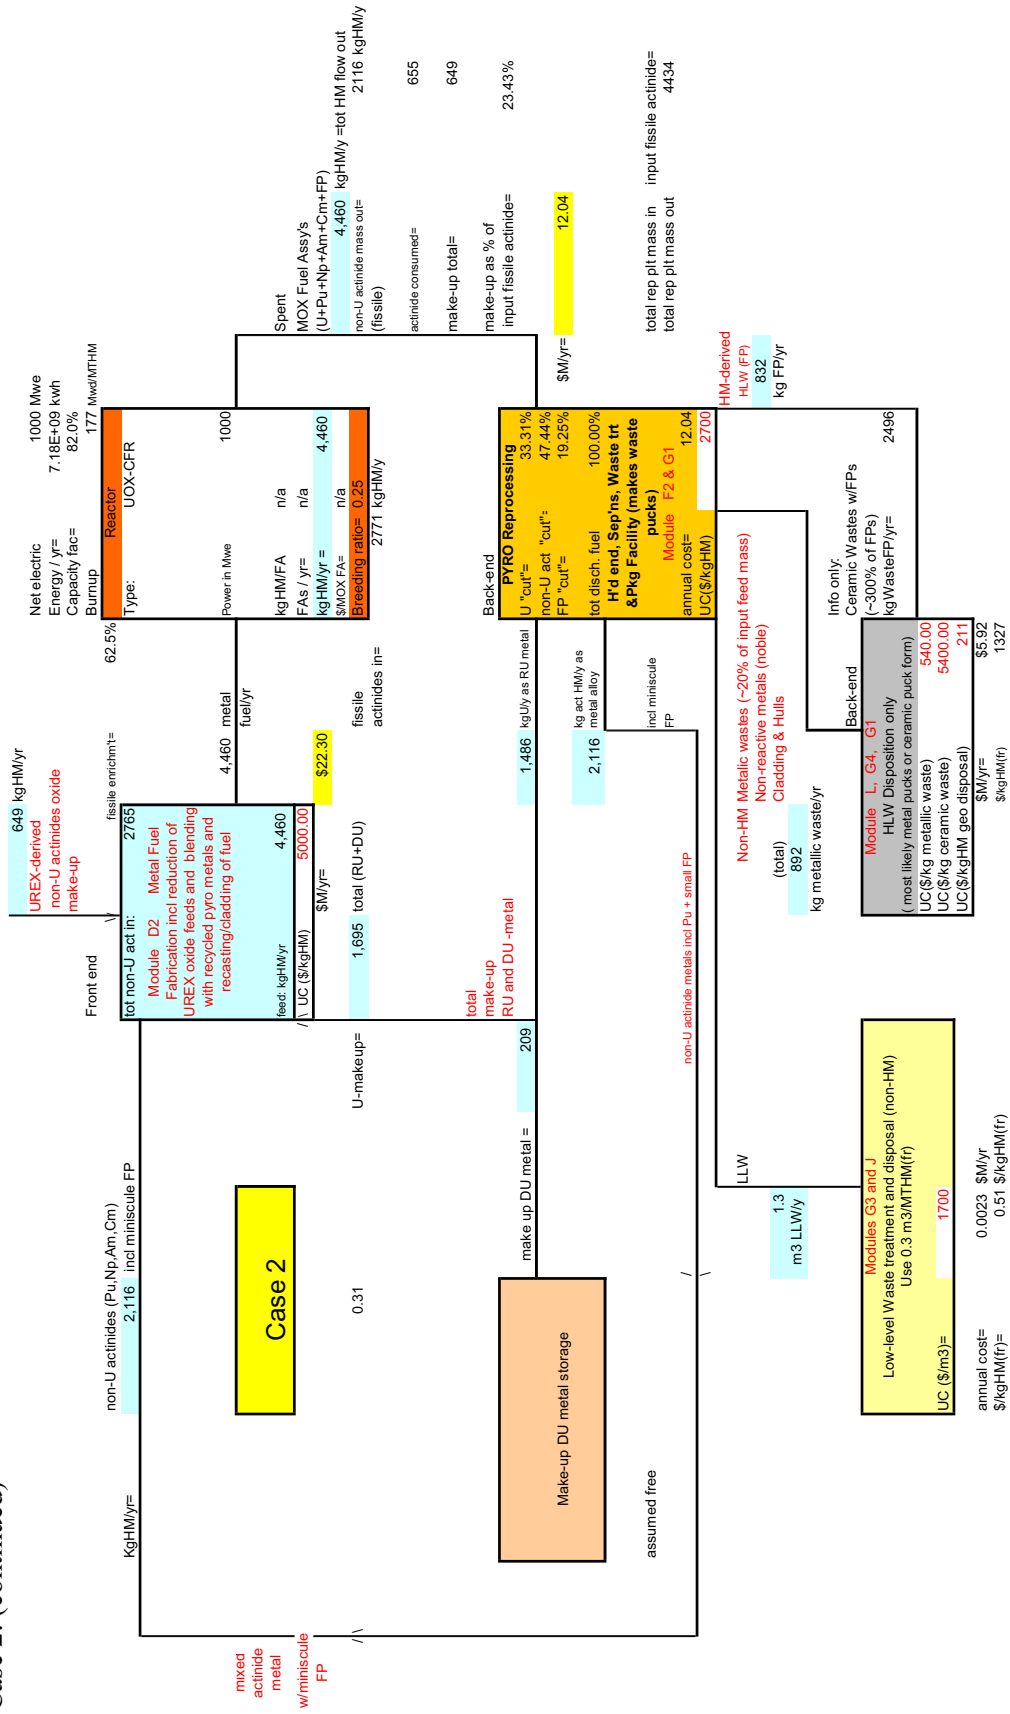 649 kgHM/yr
UREX-derived
non-U actinides oxide
make-up
Net electric 1000 Mwe
Energy / yr= 7.18E+09 kwh
Capacity fac= 82.0%
Burnup 177 Mwd/MTHM
Front end
fissile enrichm't= 62.5%
KgHM/yr=
non-U actinides (Pu,Np,Am,Cm)
2,116 incl miniscule FP
tot non-U act in: 2765
Module D2 Metal Fuel
Fabrication incl reduction of
UREX oxide feeds and blending
with recycled pyro metals and
recasting/cladding of fuel
feed: kgHM/yr 4,460
UC ($/kgHM) 5000.00
$M/yr= $22.30
4,460 metal
fuel/yr
Reactor
Type: UOX-CFR
Power in Mwe 1000
kgHM/FA n/a
FAs / yr= n/a
kgHM/yr = 4,460
$/MOX FA= n/a
Breeding ratio= 0.25
fissile
actinides in= 2771 kgHM/y
Spent
MOX Fuel Assy's
(U+Pu+Np+Am+Cm+FP)
4,460 kgHM/y =tot HM flow out
non-U actinide mass out= 2116 kgHM/y
(fissile)
actinide consumed= 655
make-up total= 649
make-up as % of
input fissile actinide= 23.43%
mixed
actinide
metal
w/miniscule
FP
Case 2
0.31
U-makeup= 1,695 total (RU+DU)
total
make-up
RU and DU -metal
Make-up DU metal storage
make up DU metal = 209
assumed free
1,486 kgU/y as RU metal
2,116 kg act HM/y as
metal alloy
incl miniscule
FP
non-U actinide metals incl Pu + small FP
Back-end
PYRO Reprocessing
U "cut"= 33.31%
non-U act "cut"= 47.44%
FP "cut"= 19.25%
tot disch. fuel 100.00%
H'd end, Sep'ns, Waste trt
&Pkg Facility (makes waste
pucks)
Module F2 & G1
annual cost= 12.04
UC($/kgHM) 2700
$M/yr= 12.04
total rep plt mass in input fissile actinide=
total rep plt mass out 4434
HM-derived
HLW (FP)
832
kg FP/yr
LLW
1.3
m3 LLW/y
Non-HM Metalic wastes (~20% of input feed mass)
Non-reactive metals (noble)
Cladding & Hulls
(total)
892
kg metallic waste/yr
Info only:
Ceramic Wastes w/FPs
(~300% of FPs)
kgWasteFP/yr= 2496
Modules G3 and J
Low-level Waste treatment and disposal (non-HM)
Use 0.3 m3/MTHM(fr)
UC ($/m3)= 1700
annual cost= 0.0023 $M/yr
$/kgHM(fr)= 0.51 $/kgHM(fr)
Back-end
Module L, G4, G1
HLW Disposition only
( most likely metal pucks or ceramic puck form)
UC($/kg metallic waste) 540.00
UC($/kg ceramic waste) 5400.00
UC($/kgHM geo disposal) 211
$M/yr= $5.92
$/kgHM(fr) 1327